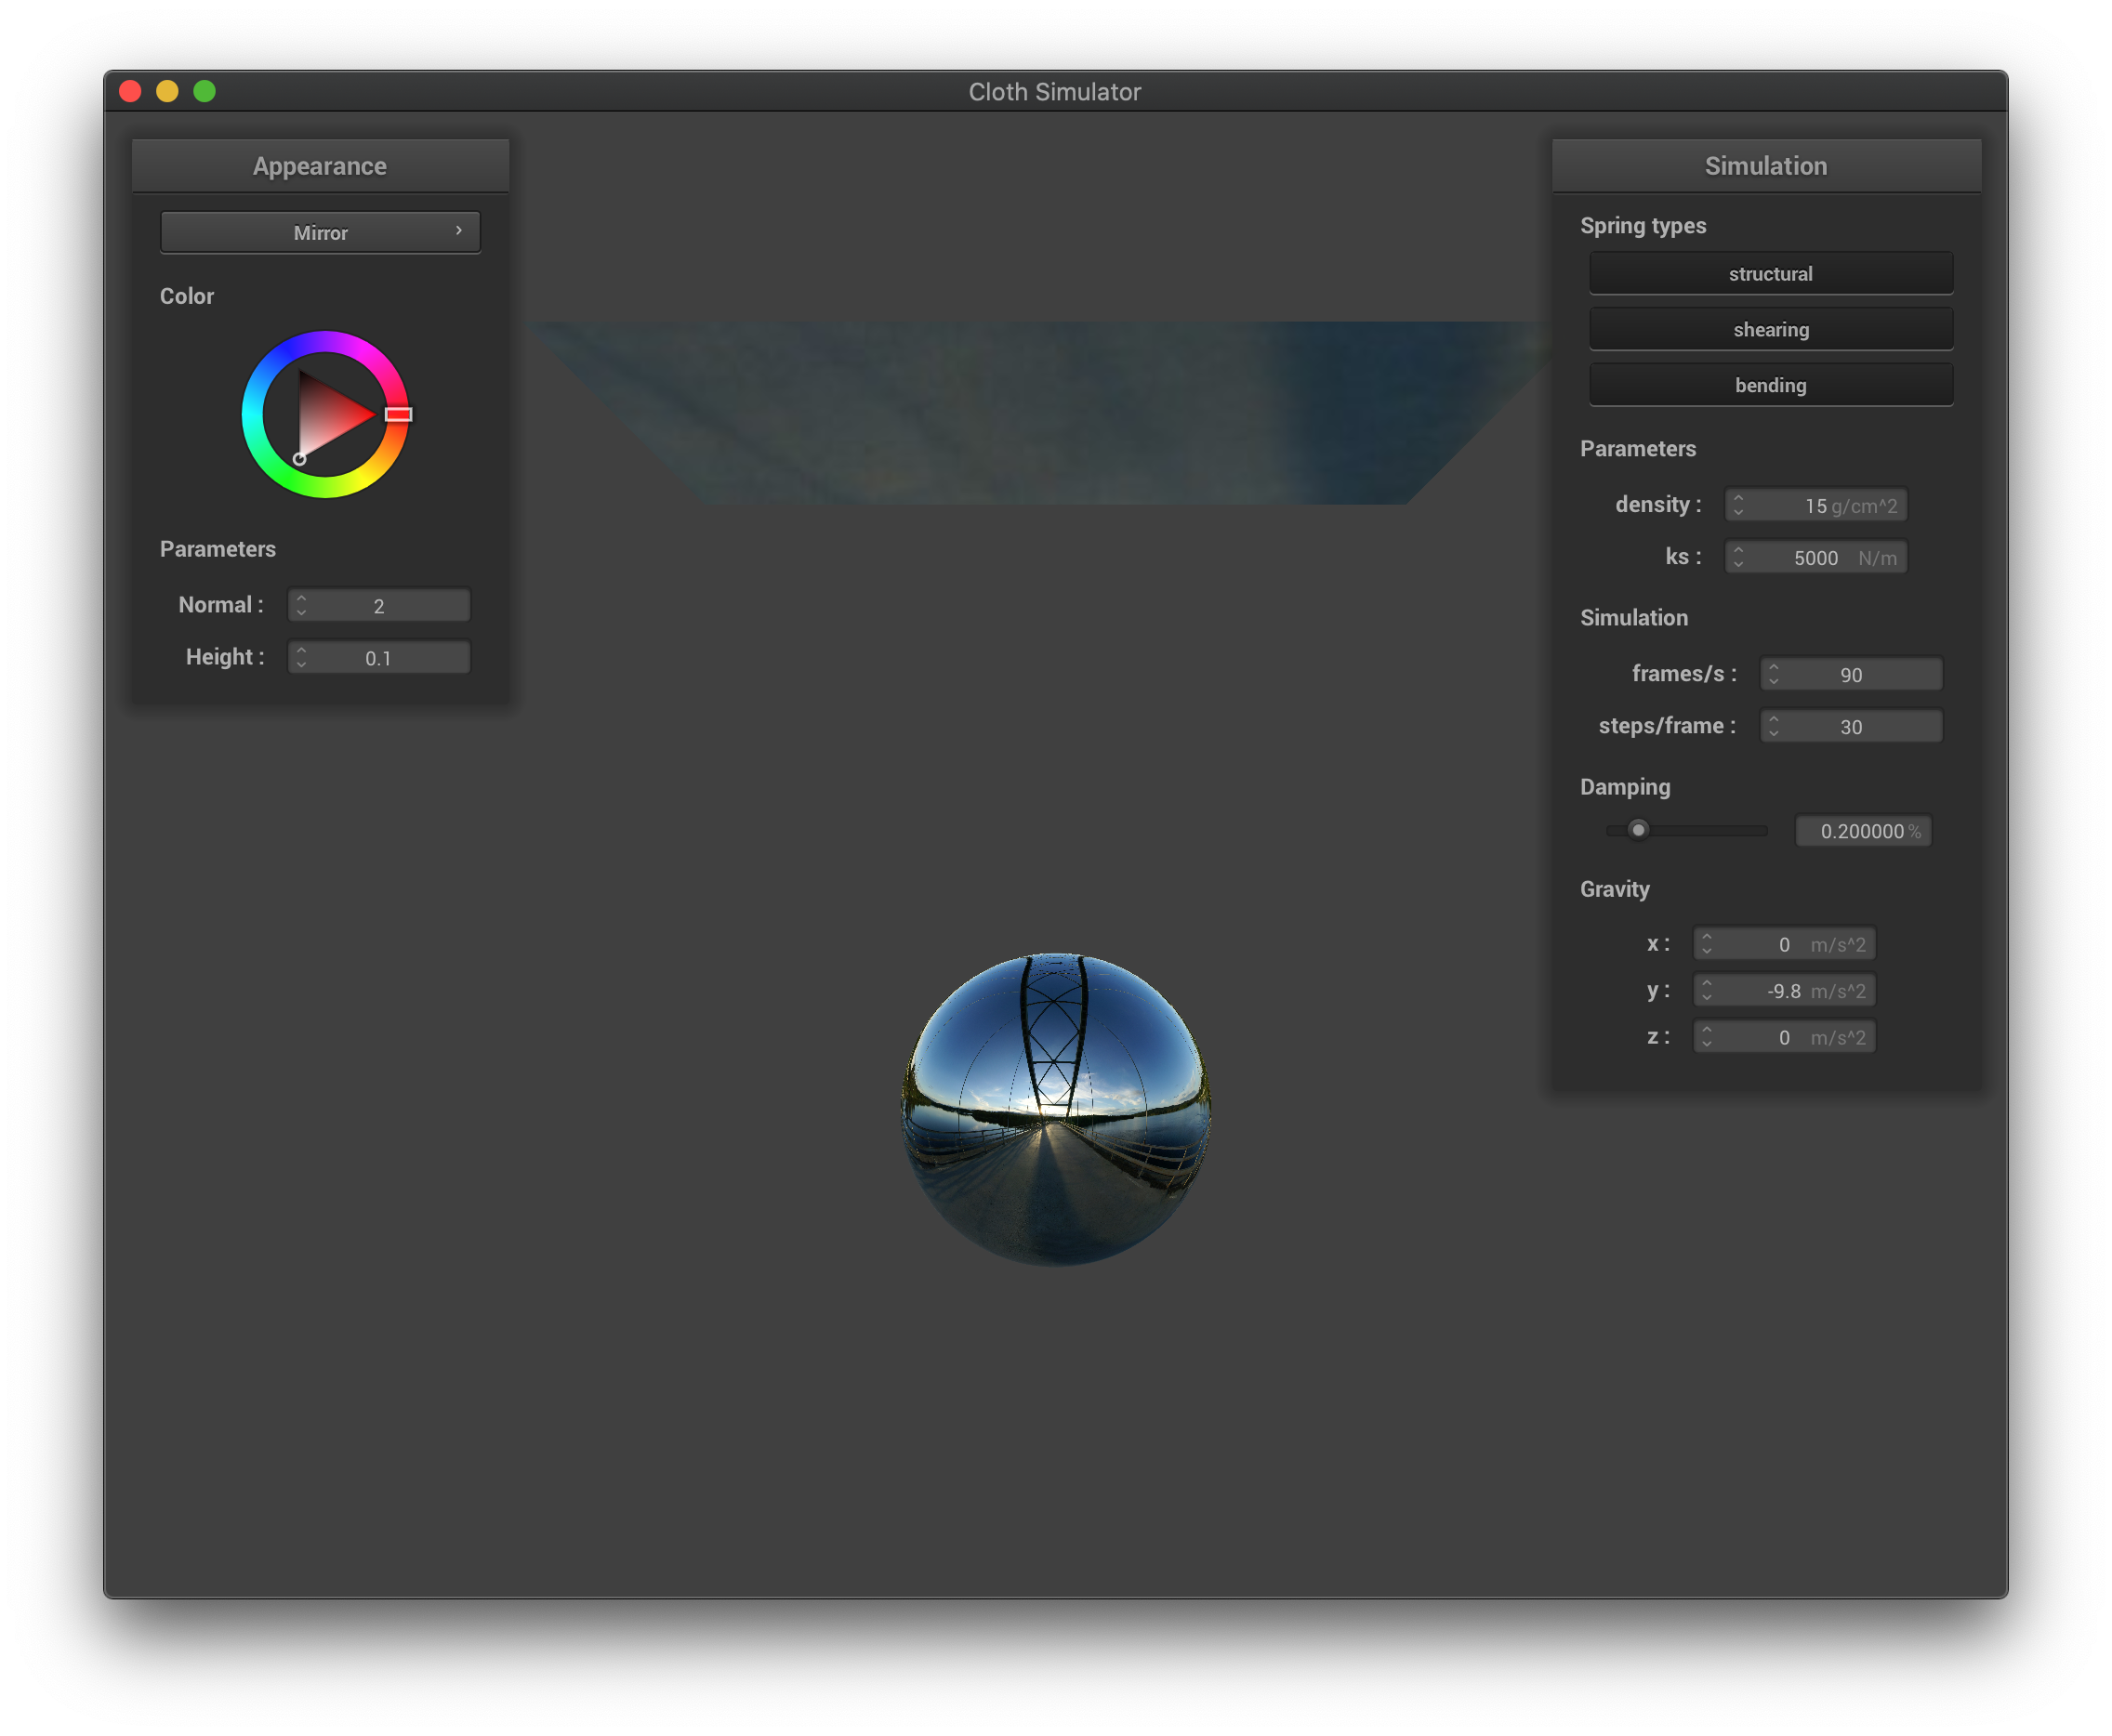 Cloth Simulator
Appearance
Mirror
Color
Parameters
Normal : 2
Height : 0.1
Simulation
Spring types
structural
shearing
bending
Parameters
density : 15 g/cm^2
ks : 5000 N/m
Simulation
frames/s : 90
steps/frame : 30
Damping
0.200000 %
Gravity
x : 0 m/s^2
y : -9.8 m/s^2
z : 0 m/s^2